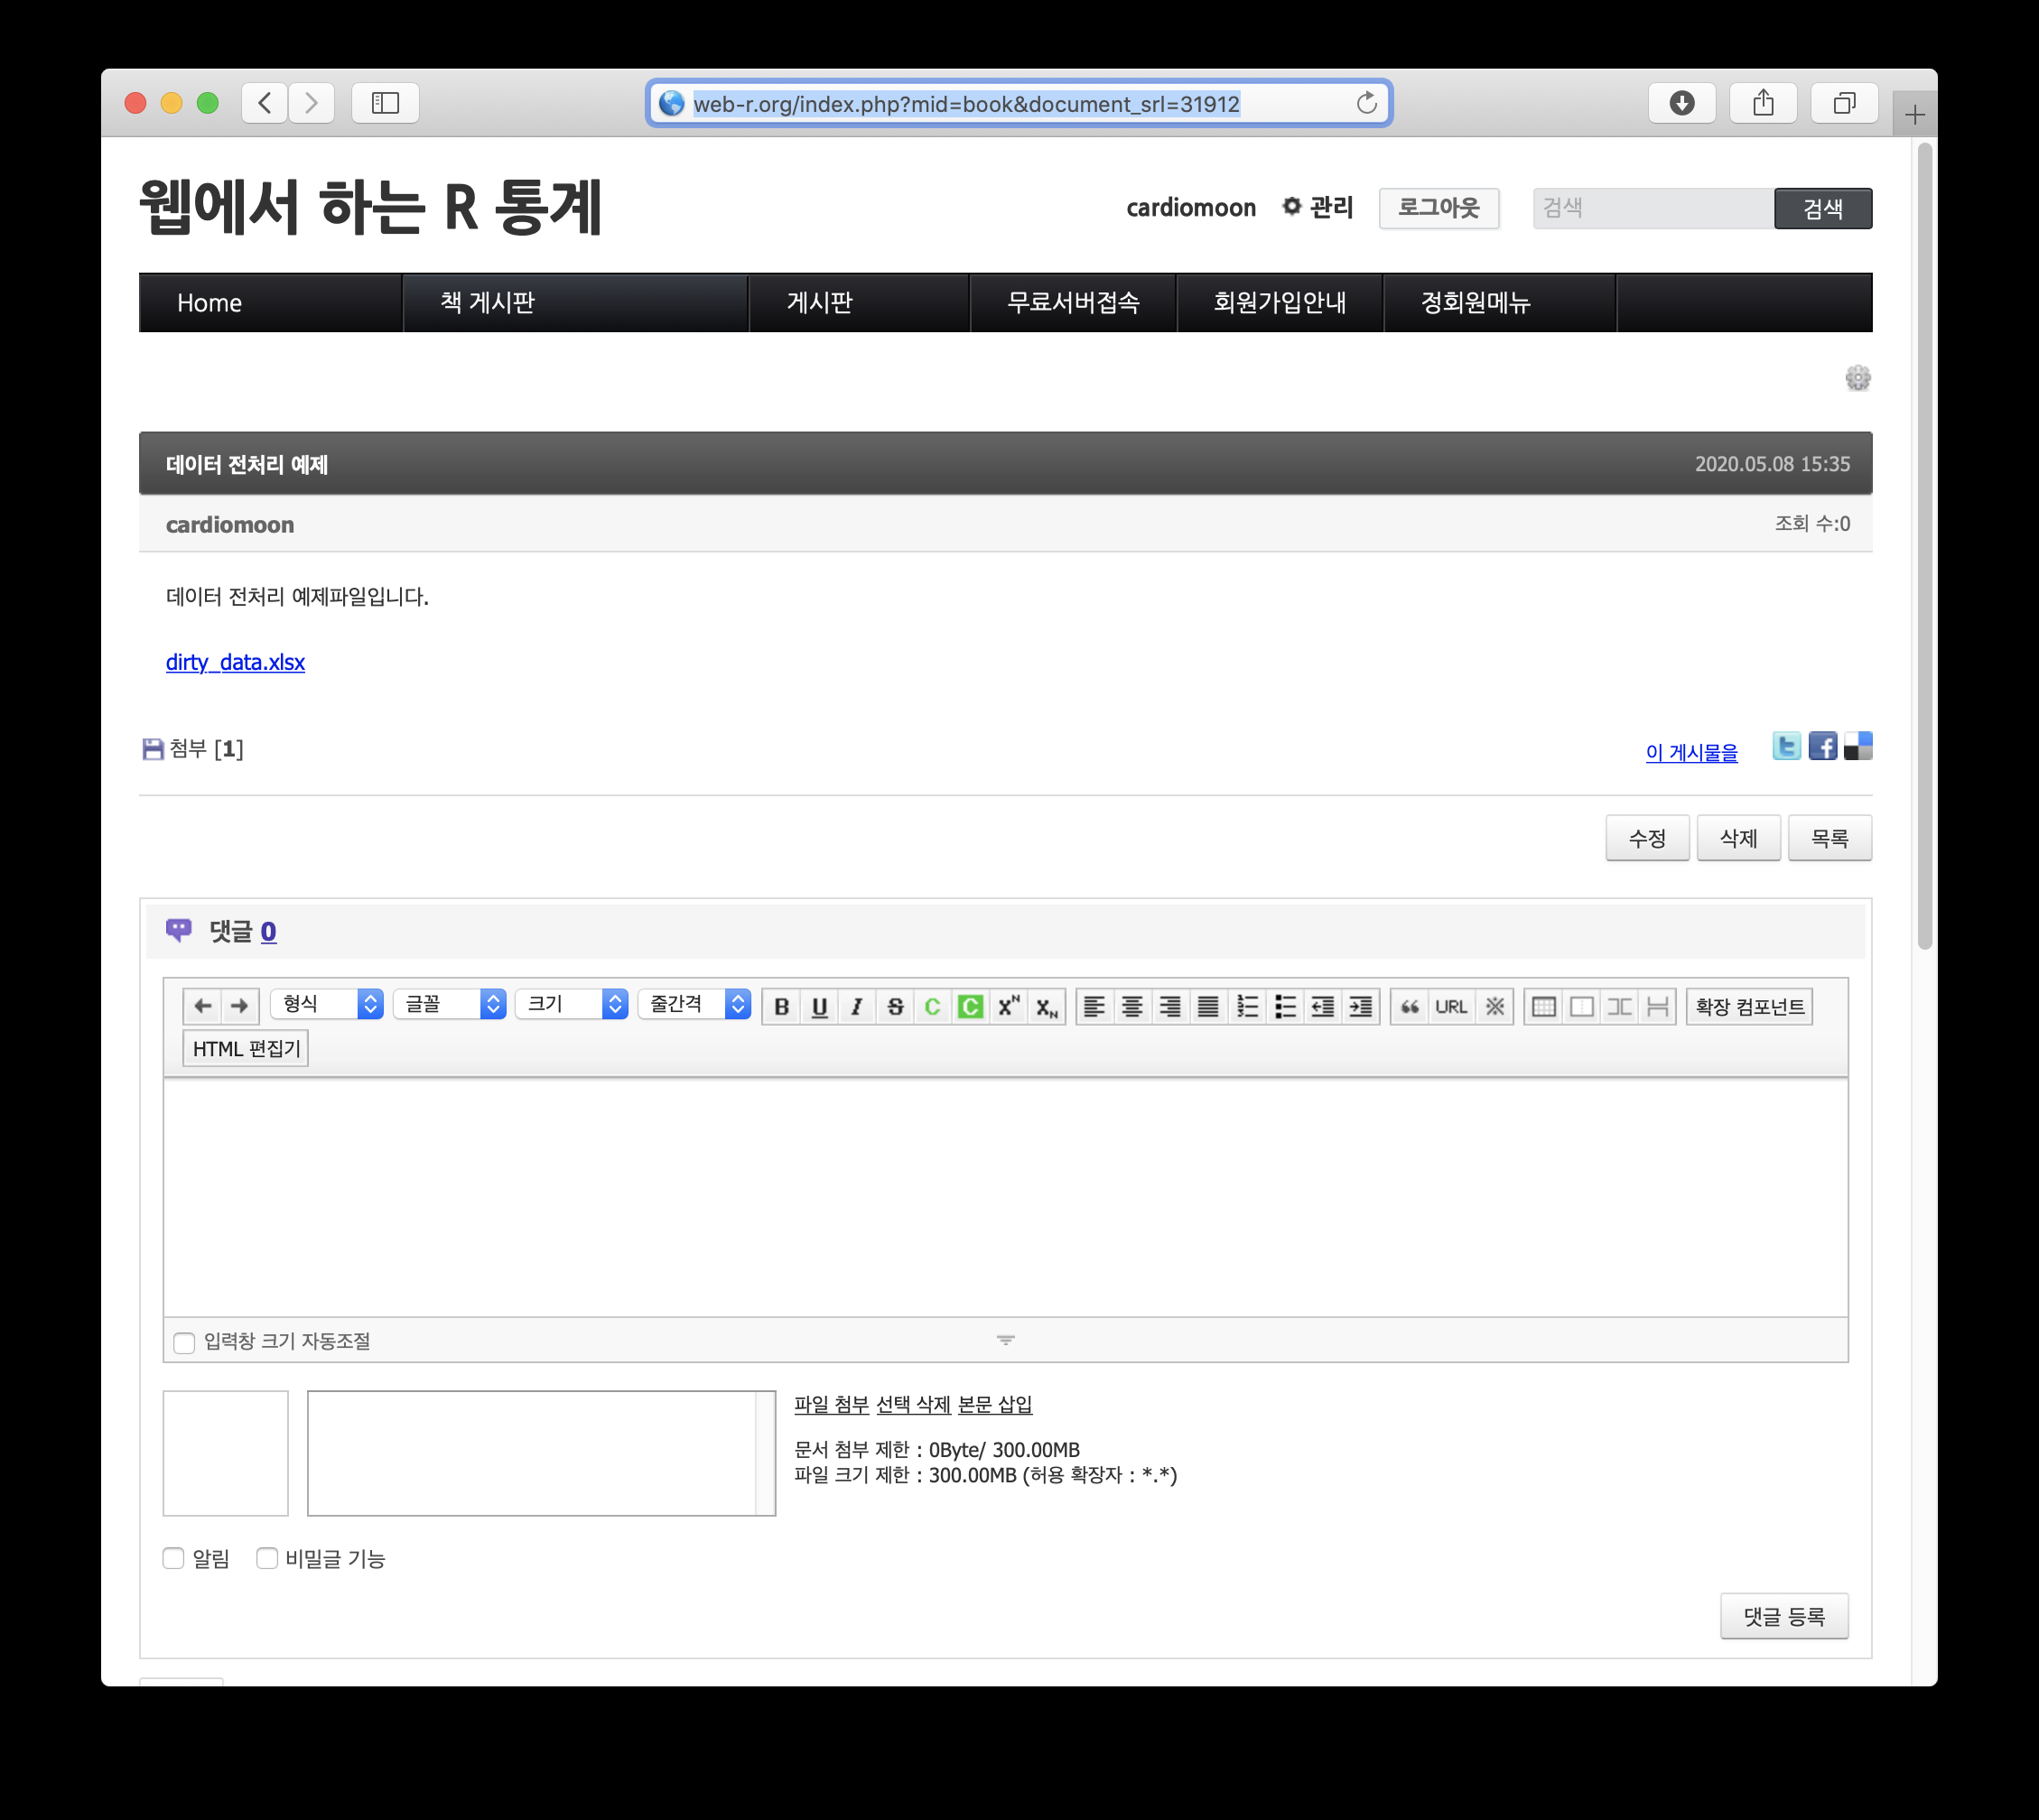 web-r.org/index.php?mid=book&document_srl=31912
웹에서 하는 R 통계
cardiomoon 관리 로그아웃 검색 검색
Home 책 게시판 게시판 무료서버접속 회원가입안내 정회원메뉴
데이터 전처리 예제 2020.05.08 15:35
cardiomoon 조회 수:0
데이터 전처리 예제파일입니다.
dirty_data.xlsx
첨부 [1] 이 게시물을
수정 삭제 목록
댓글 0
형식 글꼴 크기 줄간격 B U I S C C X^N X_N URL ※ 확장 컴포넌트
HTML 편집기
입력창 크기 자동조절
파일 첨부 선택 삭제 본문 삽입
문서 첨부 제한 : 0Byte/ 300.00MB
파일 크기 제한 : 300.00MB (허용 확장자 : *.*)
알림 비밀글 기능
댓글 등록